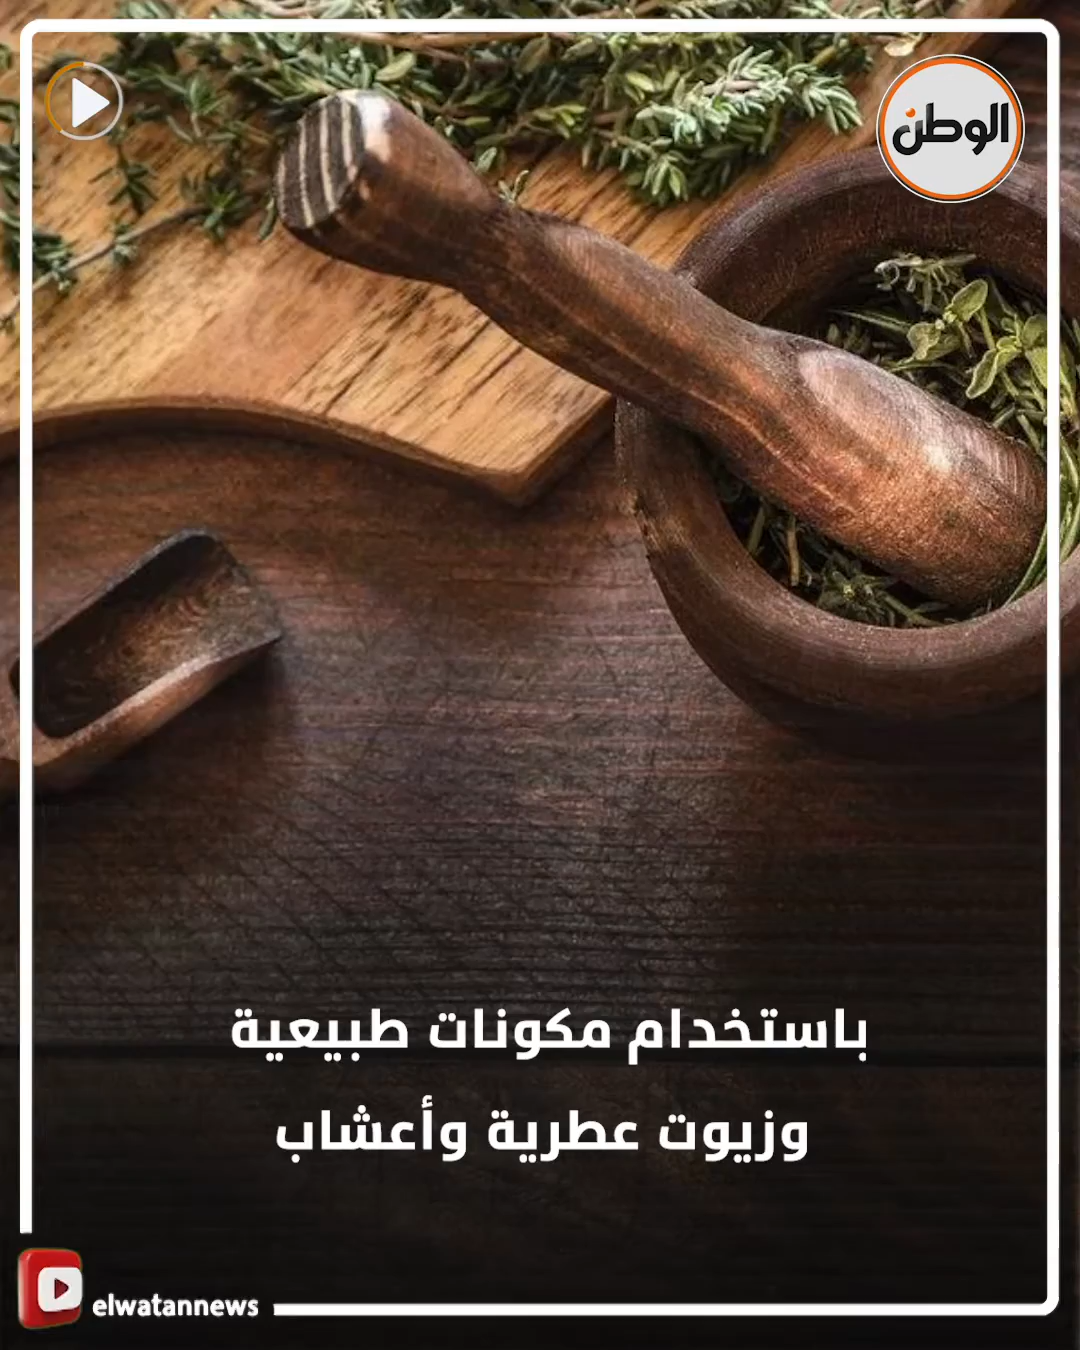 الوطن
باستخدام مكونات طبيعية
وزيوت عطرية وأعشاب
elwatannews